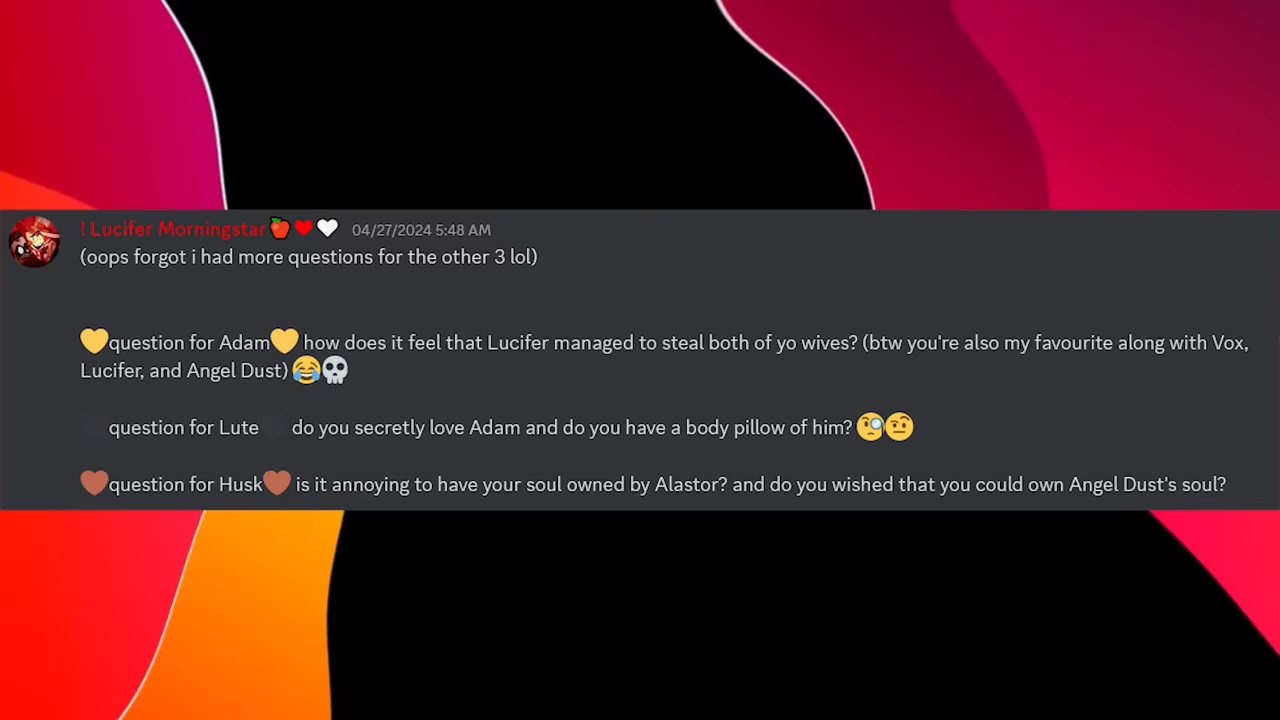 ! Lucifer Morningstar🍎❤️🤍 04/27/2024 5:48 AM
(oops forgot i had more questions for the other 3 lol)
💛question for Adam💛 how does it feel that Lucifer managed to steal both of yo wives? (btw you're also my favourite along with Vox,
Lucifer, and Angel Dust)😂💀
🖤question for Lute🖤 do you secretly love Adam and do you have a body pillow of him?🧐🤨
🤎question for Husk🤎 is it annoying to have your soul owned by Alastor? and do you wished that you could own Angel Dust's soul?